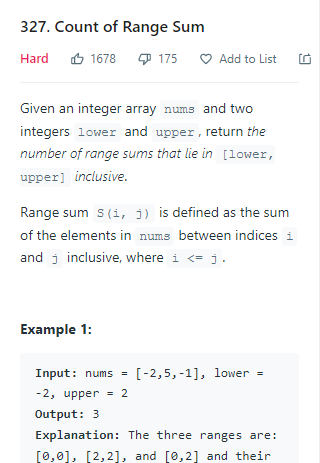 327. Count of Range Sum
Hard 1678 175 Add to List
Given an integer array nums and two
integers lower and upper, return the
number of range sums that lie in [lower,
upper] inclusive.
Range sum S(i, j) is defined as the sum
of the elements in nums between indices i
and j inclusive, where i <= j.
Example 1:
Input: nums = [-2,5,-1], lower =
-2, upper = 2
Output: 3
Explanation: The three ranges are:
[0,0], [2,2], and [0,2] and their